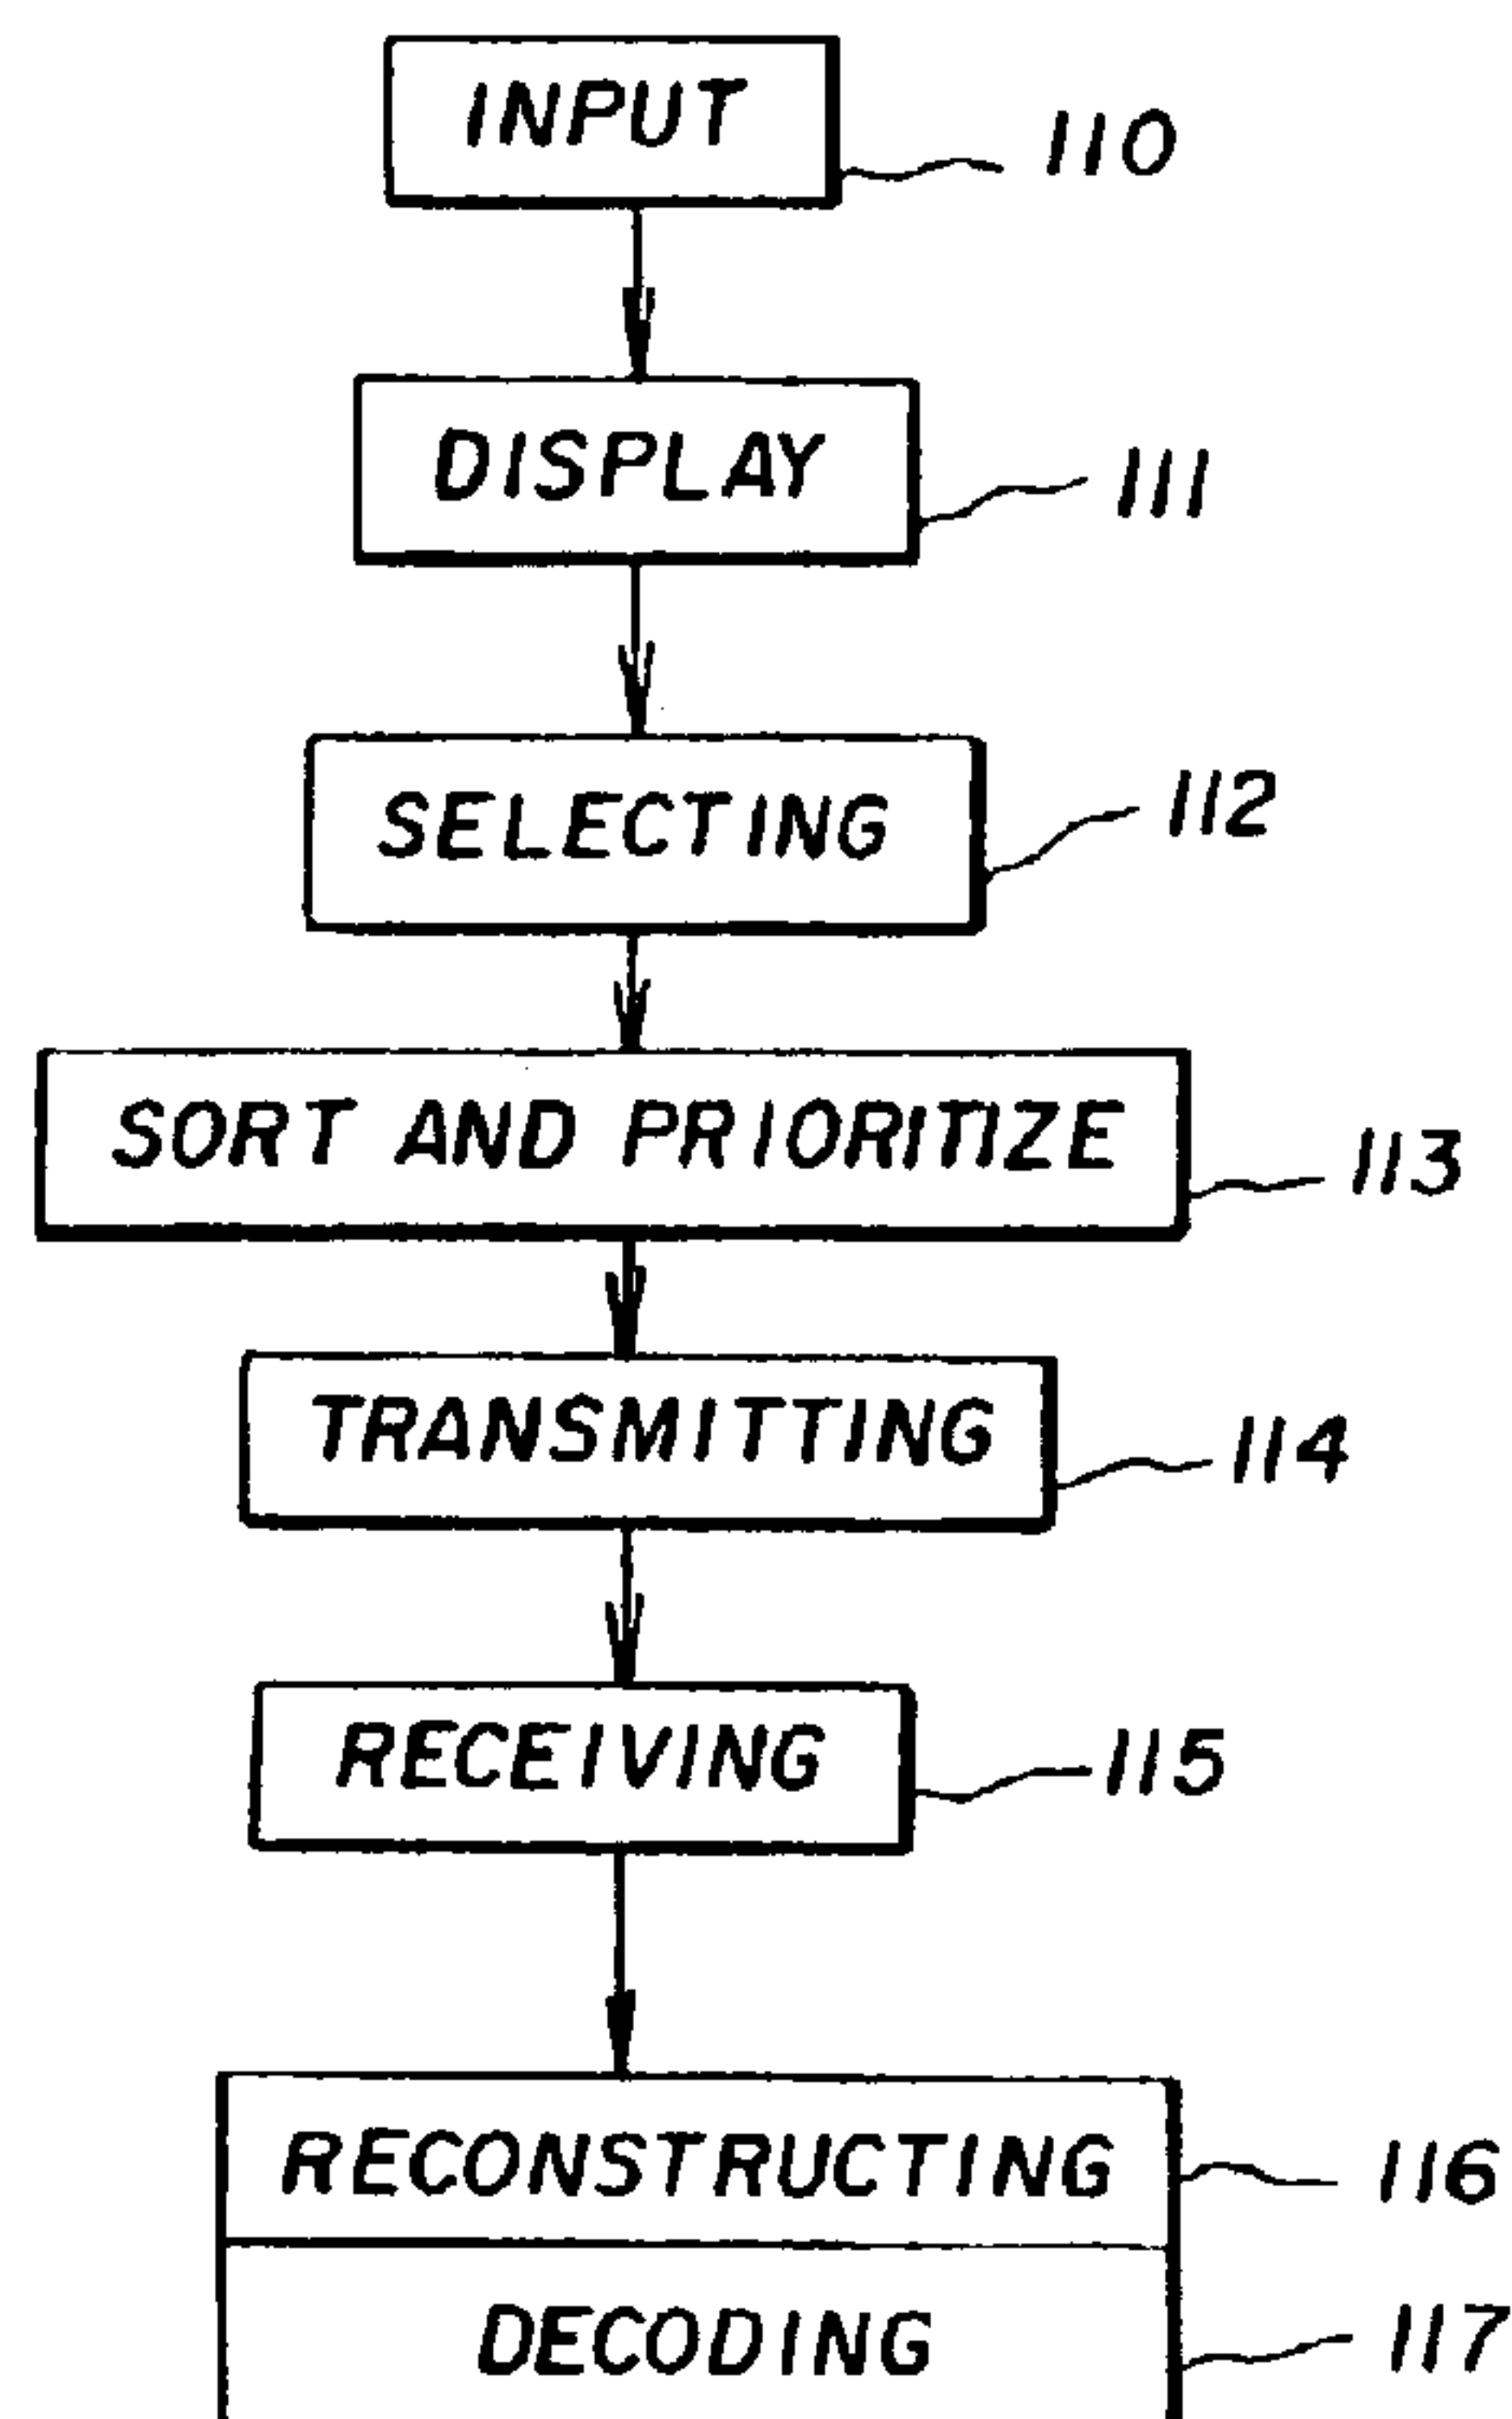 INPUT 110
DISPLAY 111
SELECTING 112
SORT AND PRIORITIZE 113
TRANSMITTING 114
RECEIVING 115
RECONSTRUCTING 116
DECODING 117